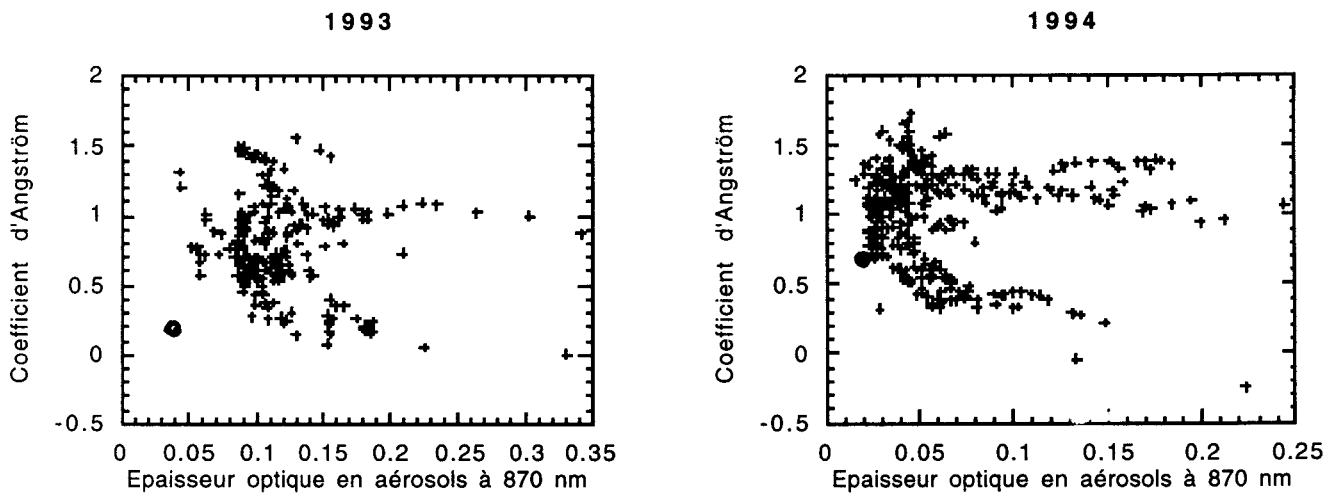 1993
2
1.5
1
0.5
0
-0.5
0 0.05 0.1 0.15 0.2 0.25 0.3 0.35
Coefficient d'Angström
Epaisseur optique en aérosols à 870 nm
1994
2
1.5
1
0.5
0
-0.5
0 0.05 0.1 0.15 0.2 0.25
Coefficient d'Angström
Epaisseur optique en aérosols à 870 nm